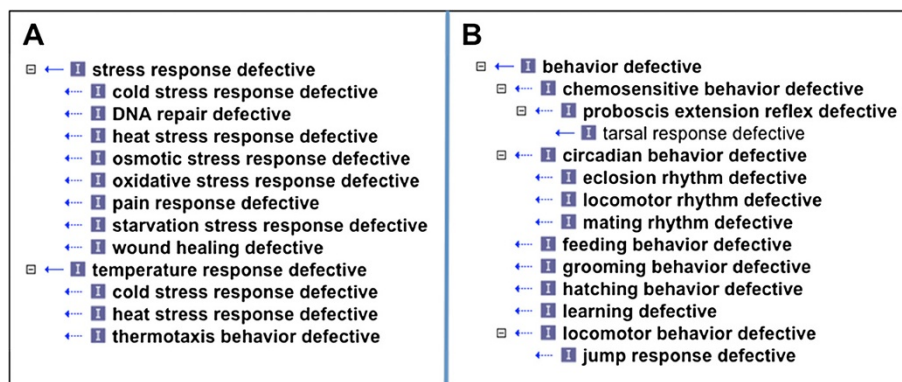 A
stress response defective
cold stress response defective
DNA repair defective
heat stress response defective
osmotic stress response defective
oxidative stress response defective
pain response defective
starvation stress response defective
wound healing defective
temperature response defective
cold stress response defective
heat stress response defective
thermotaxis behavior defective
B
behavior defective
chemosensitive behavior defective
proboscis extension reflex defective
tarsal response defective
circadian behavior defective
eclosion rhythm defective
locomotor rhythm defective
mating rhythm defective
feeding behavior defective
grooming behavior defective
hatching behavior defective
learning defective
locomotor behavior defective
jump response defective